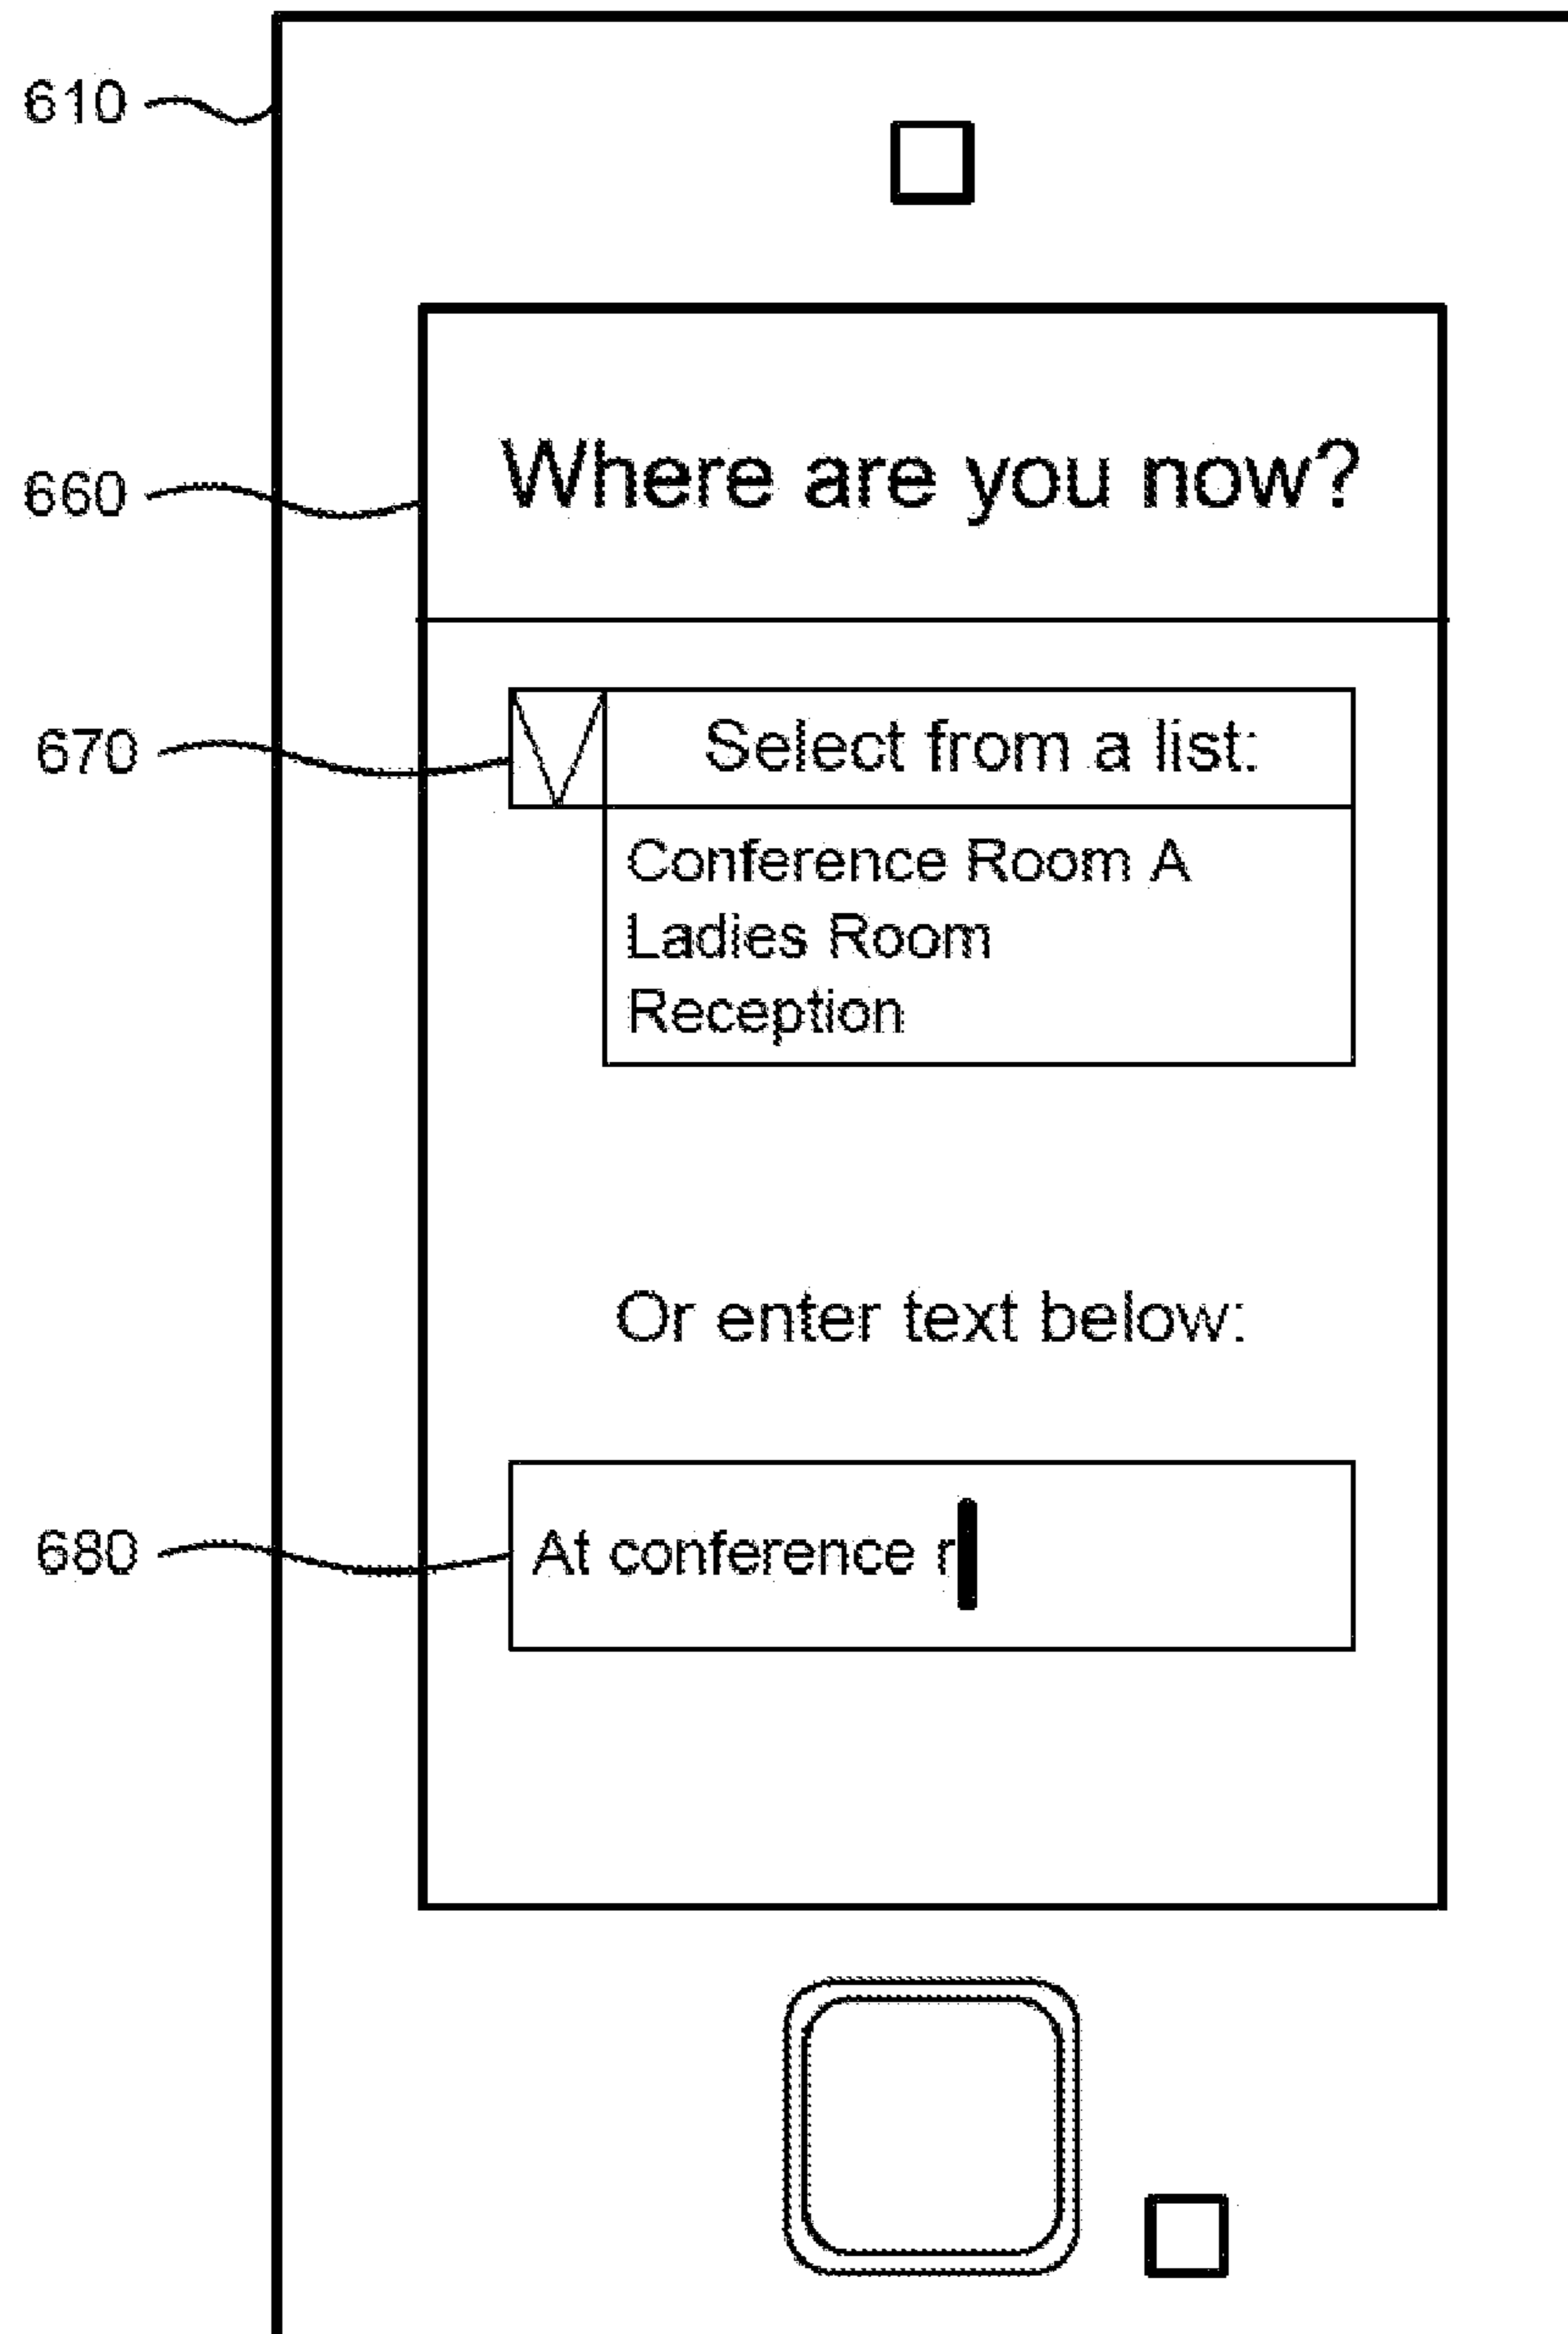 610
660
Where are you now?
670
Select from a list:
Conference Room A
Ladies Room
Reception
Or enter text below:
680
At conference r